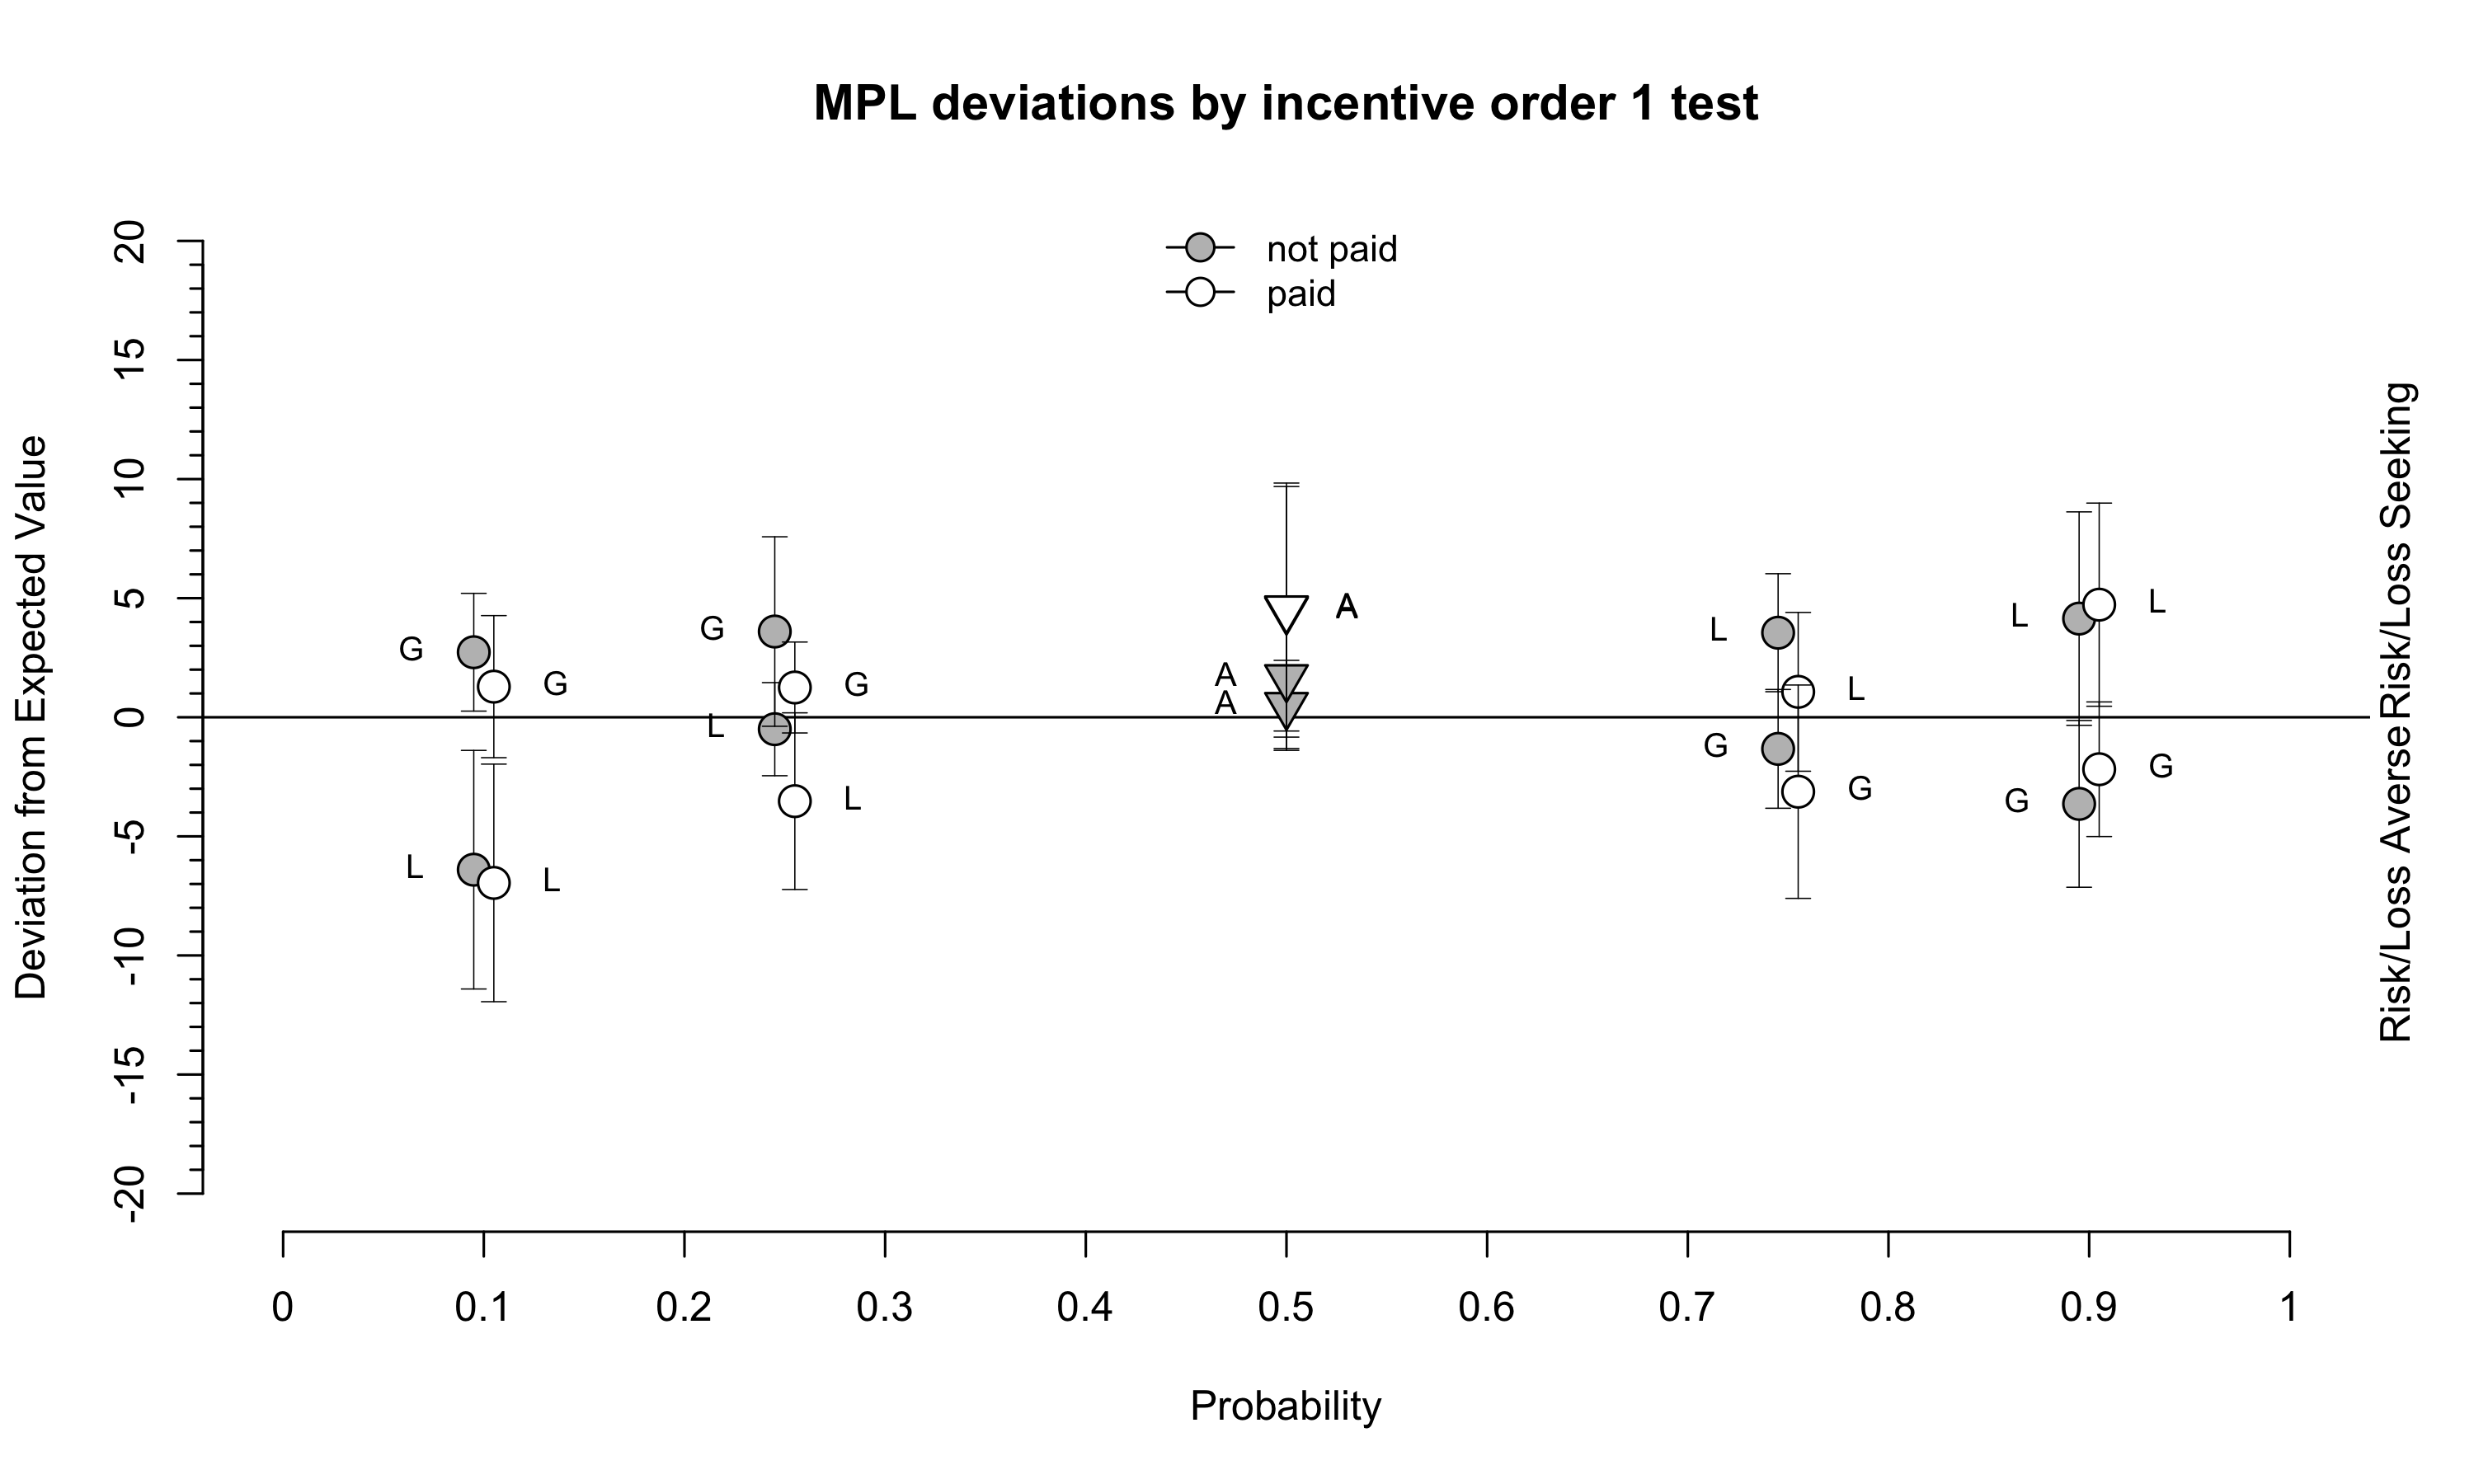 MPL deviations by incentive order 1 test
not paid
paid
Deviation from Expected Value
20
15
10
5
0
-5
-10
-15
-20
Risk/Loss Averse
Risk/Loss Seeking
G
G
L
L
G
G
L
L
A
A
A
L
L
G
G
L
L
G
G
0
0.1
0.2
0.3
0.4
0.5
0.6
0.7
0.8
0.9
1
Probability